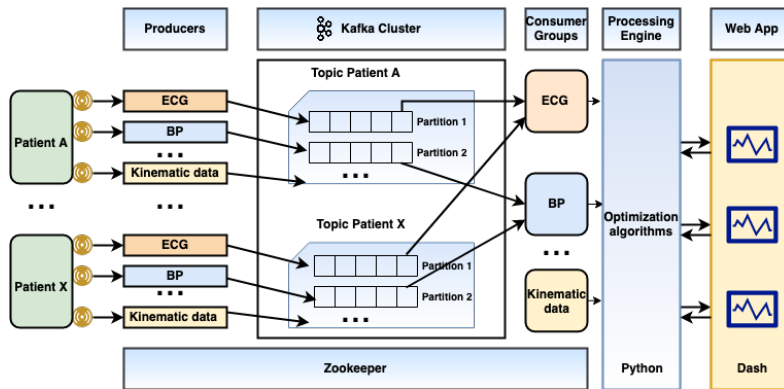 Producers
Kafka Cluster
Consumer
Groups
Processing
Engine
Web App
Topic Patient A
Patient A
ECG
BP
...
Kinematic data
Partition 1
Partition 2
...
ECG
...
...
Topic Patient X
BP
...
Optimization
algorithms
Patient X
ECG
BP
...
Kinematic data
Partition 1
Partition 2
...
Kinematic
data
Zookeeper
Python
Dash